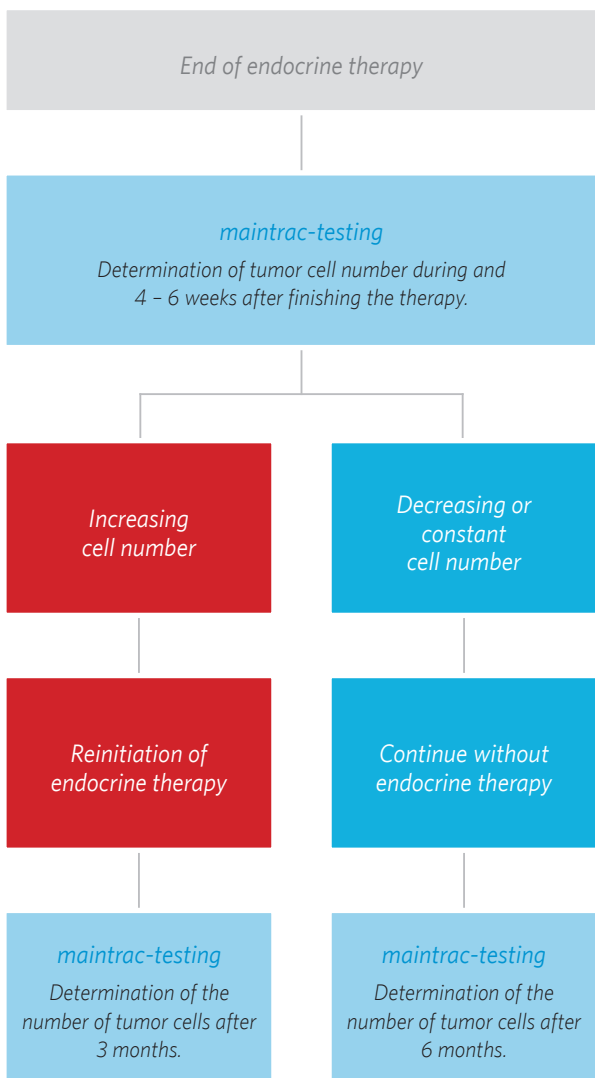 End of endocrine therapy
maintrac-testing
Determination of tumor cell number during and
4 – 6 weeks after finishing the therapy.
Increasing
cell number
Decreasing or
constant
cell number
Reinitiation of
endocrine therapy
Continue without
endocrine therapy
maintrac-testing
Determination of the
number of tumor cells after
3 months.
maintrac-testing
Determination of the
number of tumor cells after
6 months.